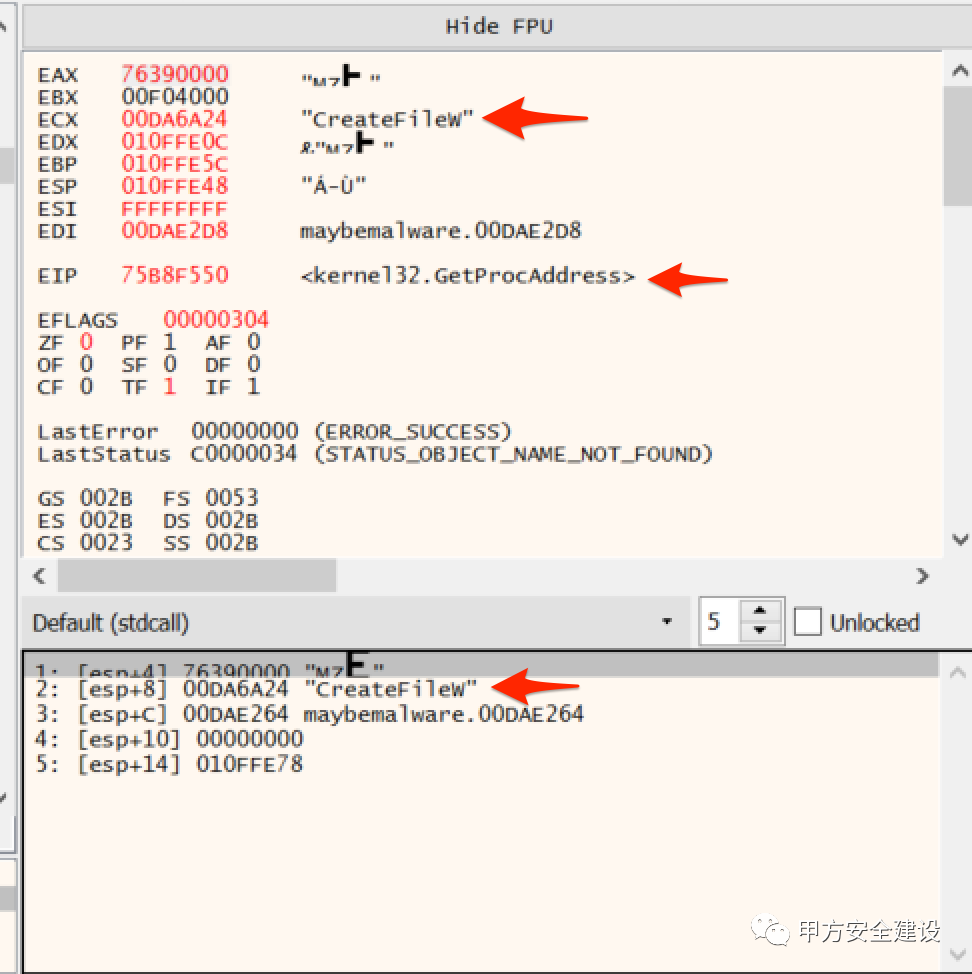 Hide FPU
EAX 76390000 "MZ "
EBX 00F04000
ECX 00DA6A24 "CreateFileW"
EDX 010FFE0C &"MZ "
EBP 010FFE5C
ESP 010FFE48 "Á-Ù"
ESI FFFFFFFF
EDI 00DAE2D8 maybemalware.00DAE2D8
EIP 75B8F550 <kernel32.GetProcAddress>
EFLAGS 00000304
ZF 0 PF 1 AF 0
OF 0 SF 0 DF 0
CF 0 TF 1 IF 1
LastError 00000000 (ERROR_SUCCESS)
LastStatus C0000034 (STATUS_OBJECT_NAME_NOT_FOUND)
GS 002B FS 0053
ES 002B DS 002B
CS 0023 SS 002B
Default (stdcall) 5 Unlocked
1: [esp+4] 76390000 "MZ "
2: [esp+8] 00DA6A24 "CreateFileW"
3: [esp+C] 00DAE264 maybemalware.00DAE264
4: [esp+10] 00000000
5: [esp+14] 010FFE78
甲方安全建设